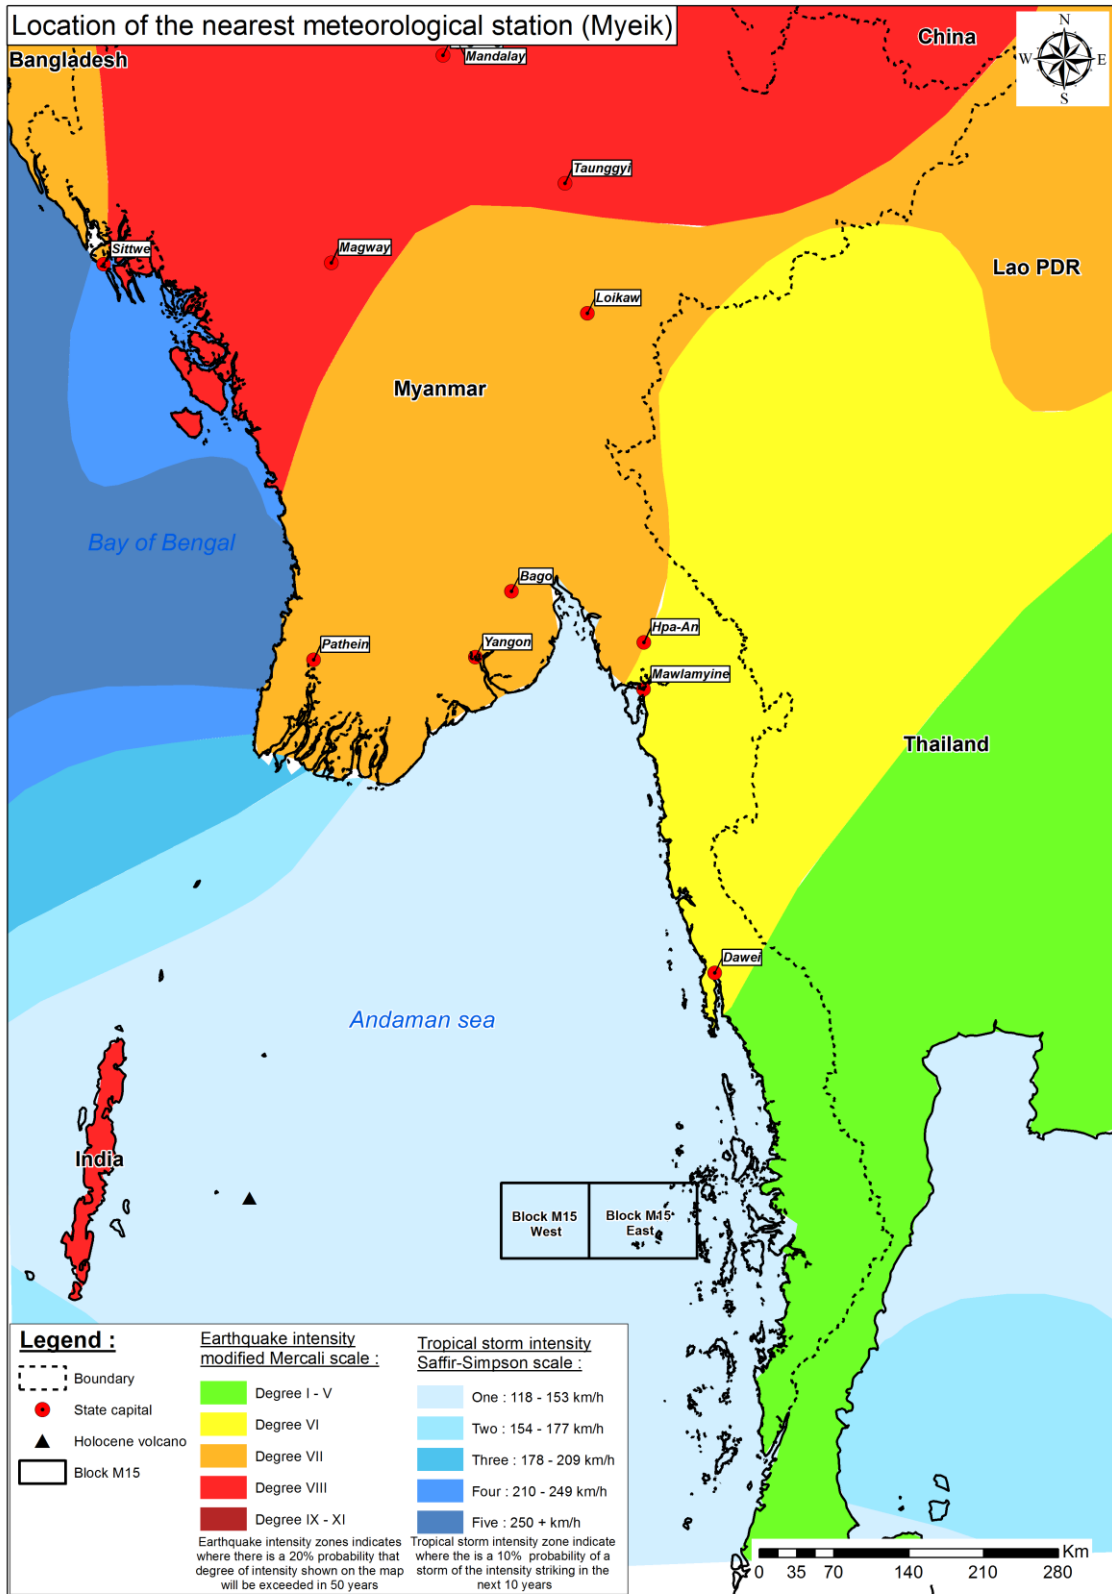 Location of the nearest meteorological station (Myeik)
N
W
E
S
Bangladesh
China
Mandalay
Taunggyi
Sittwe
Magway
Lao PDR
Loikaw
Myanmar
Bay of Bengal
Bago
Hpa-An
Pathein
Yangon
Mawlamyine
Thailand
Dawei
Andaman sea
India
Block M15
West
Block M15
East
Legend :
Boundary
State capital
Holocene volcano
Block M15
Earthquake intensity
modified Mercali scale :
Degree I - V
Degree VI
Degree VII
Degree VIII
Degree IX - XI
Earthquake intensity zones indicates
where there is a 20% probability that
degree of intensity shown on the map
will be exceeded in 50 years
Tropical storm intensity
Saffir-Simpson scale :
One : 118 - 153 km/h
Two : 154 - 177 km/h
Three : 178 - 209 km/h
Four : 210 - 249 km/h
Five : 250 + km/h
Tropical storm intensity zone indicate
where the is a 10% probability of a
storm of the intensity striking in the
next 10 years
Km
0 35 70 140 210 280